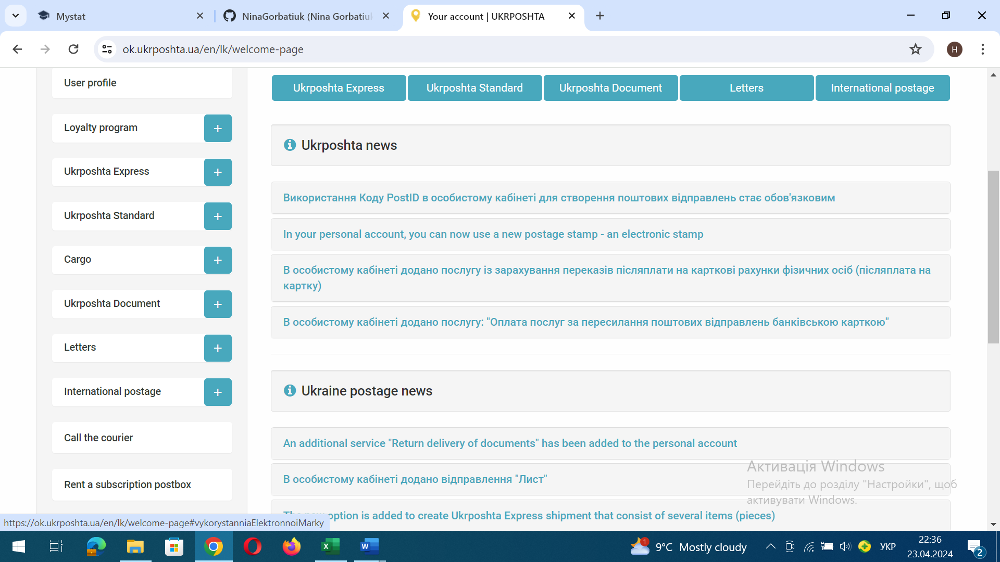 Mystat
NinaGorbatiuk (Nina Gorbatiuk
Your account | UKRPOSHTA
ok.ukrposhta.ua/en/lk/welcome-page
H
User profile
Loyalty program
Ukrposhta Express
Ukrposhta Standard
Cargo
Ukrposhta Document
Letters
International postage
Call the courier
Rent a subscription postbox
Ukrposhta Express
Ukrposhta Standard
Ukrposhta Document
Letters
International postage
Ukrposhta news
Використання Коду PostID в особистому кабінеті для створення поштових відправлень стає обов'язковим
In your personal account, you can now use a new postage stamp - an electronic stamp
В особистому кабінеті додано послугу із зарахування переказів післяплати на карткові рахунки фізичних осіб (післяплата на
картку)
В особистому кабінеті додано послугу: "Оплата послуг за пересилання поштових відправлень банківською карткою"
Ukraine postage news
An additional service "Return delivery of documents" has been added to the personal account
В особистому кабінеті додано відправлення "Лист"
The new option is added to create Ukrposhta Express shipment that consist of several items (pieces)
Активація Windows
Перейдіть до розділу "Настройки", щоб
активувати Windows.
https://ok.ukrposhta.ua/en/lk/welcome-page#vykorystanniaElektronnoiMarky
1
9°C Mostly cloudy
УКР
22:36
23.04.2024
2